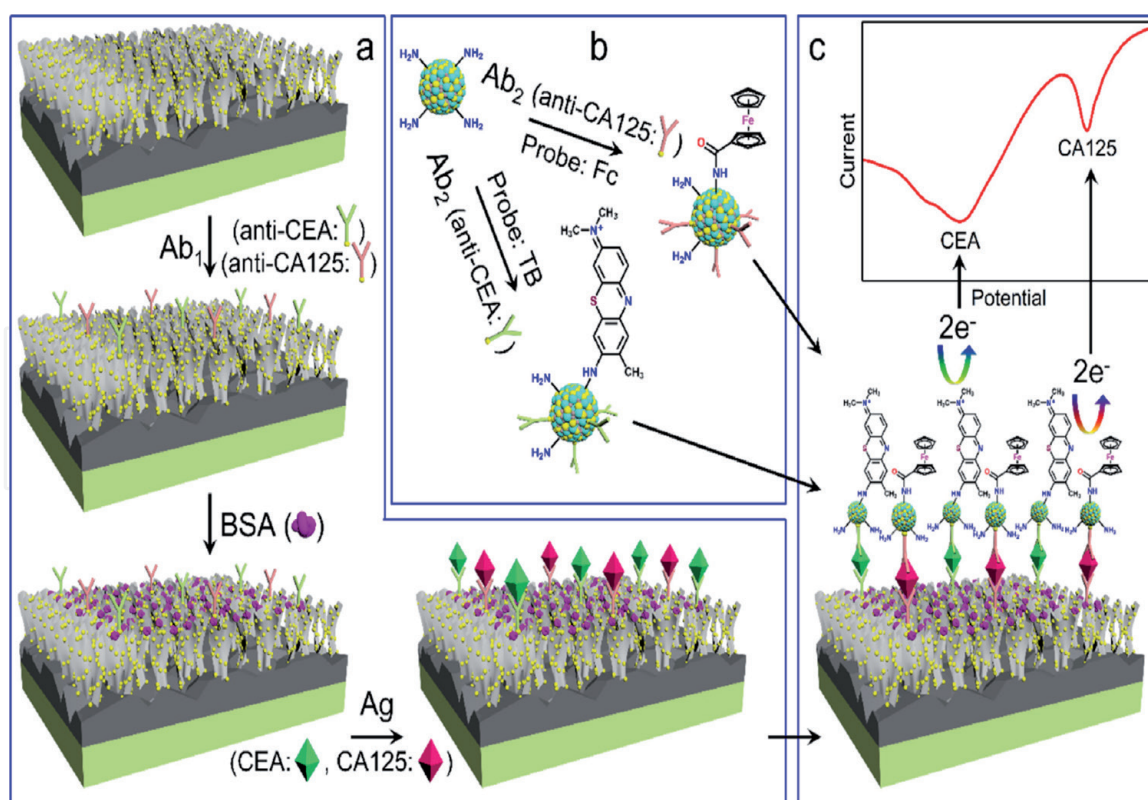 a
Ab1
(anti-CEA: )
(anti-CA125: )
BSA ( )
Ag
(CEA: , CA125: )
b
H2N
NH2
H2N
NH2
Ab2 (anti-CA125: )
Probe: Fc
Ab2 (anti-CEA: )
Probe: TB
Fe
O
NH
H2N
H2N
CH3
H3C
N+
S
N
HN
CH3
H2N
H2N
c
Current
CEA
CA125
Potential
2e-
2e-